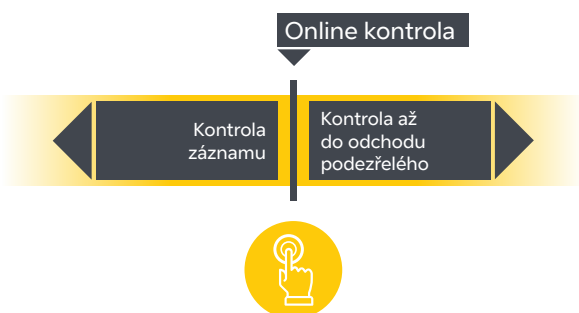 Online kontrola
Kontrola
záznamu
Kontrola až
do odchodu
podezřelého